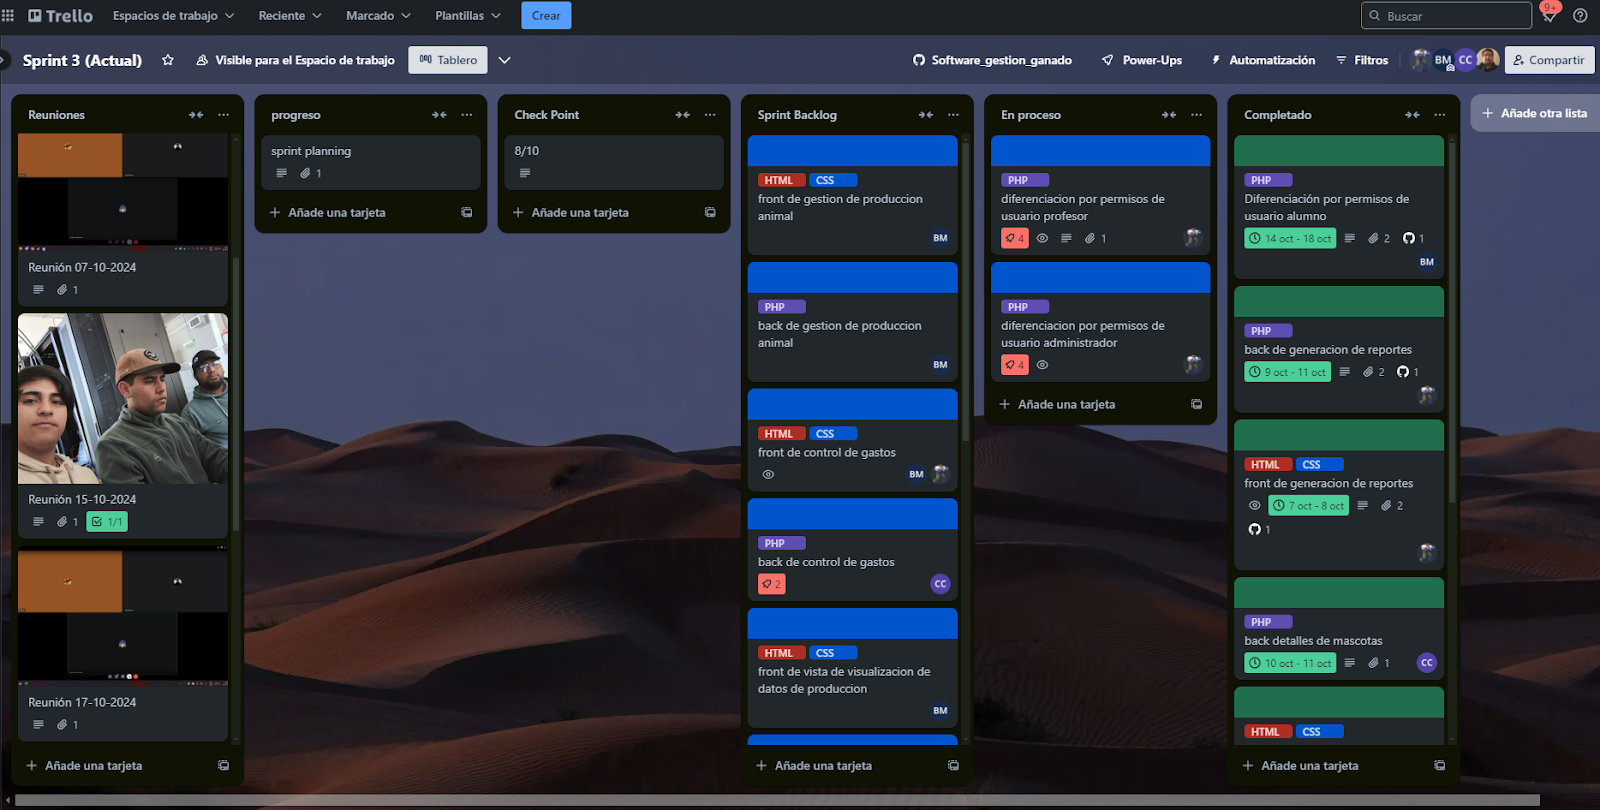 Trello
Espacios de trabajo
Reciente
Marcado
Plantillas
Crear
Buscar
9+
Sprint 3 (Actual)
Visible para el Espacio de trabajo
Tablero
Software_gestion_ganado
Power-Ups
Automatización
Filtros
BM
CC
Compartir
Reuniones
Reunión 07-10-2024
1
Reunión 15-10-2024
1
1/1
Reunión 17-10-2024
1
Añade una tarjeta
progreso
sprint planning
1
Añade una tarjeta
Check Point
8/10
Añade una tarjeta
Sprint Backlog
HTML CSS
front de gestion de produccion
animal
BM
PHP
back de gestion de produccion
animal
BM
HTML CSS
front de control de gastos
BM
PHP
back de control de gastos
2
CC
HTML CSS
front de vista de visualizacion de
datos de produccion
BM
Añade una tarjeta
En proceso
PHP
diferenciacion por permisos de
usuario profesor
4 1
PHP
diferenciacion por permisos de
usuario administrador
4
Añade una tarjeta
Completado
PHP
Diferenciación por permisos de
usuario alumno
14 oct - 18 oct 2 1
BM
PHP
back de generacion de reportes
9 oct - 11 oct 2 1
HTML CSS
front de generacion de reportes
7 oct - 8 oct 2
1
PHP
back detalles de mascotas
10 oct - 11 oct 1
CC
HTML CSS
Añade una tarjeta
Añade otra lista